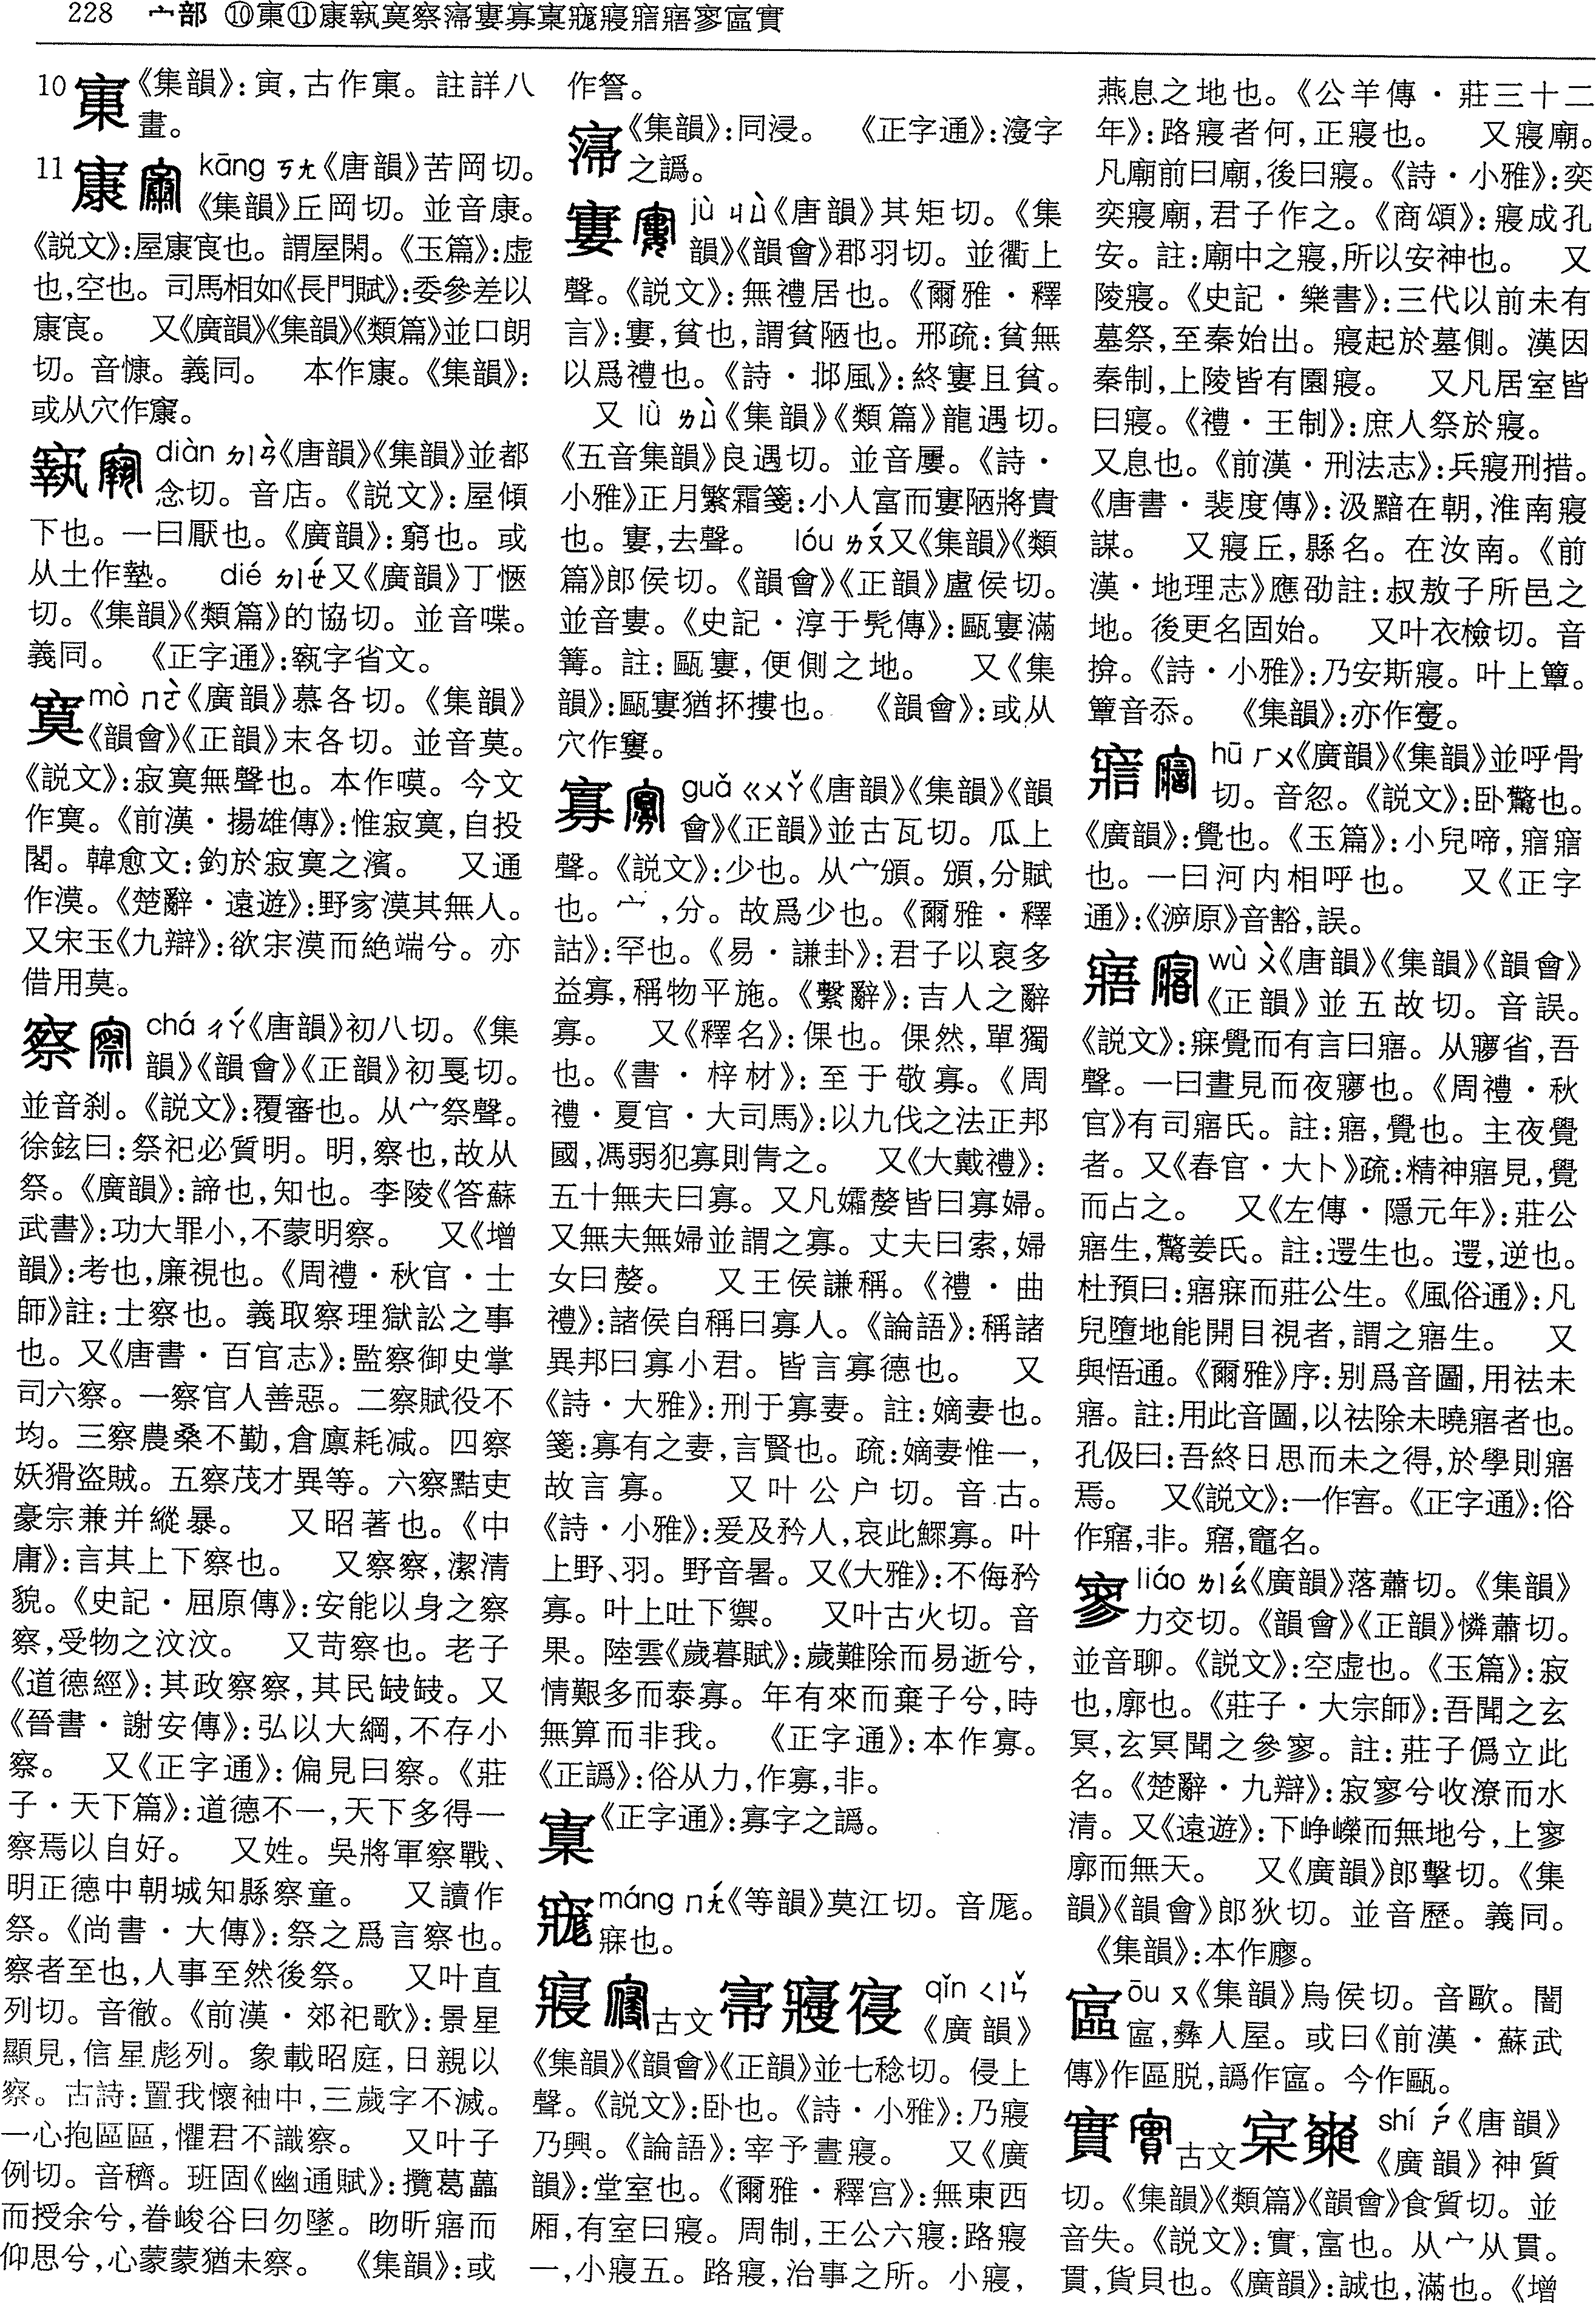 228 宀部 ⑩⑪康察寠寡寢寤寥實
10 《集韻》:寅,古作。註詳八
畫。
11 kāng ㄎㄤ《唐韻》苦岡切。
《集韻》丘岡切。並音康。
《説文》:屋㝩㝗也。謂屋閑。《玉篇》:虛
也,空也。司馬相如《長門賦》:委參差以
㝩㝗。 又《廣韻》《集韻》《類篇》並口朗
切。音慷。義同。 本作㝩。《集韻》:
或从穴作。
diàn ㄉㄧㄢˋ《唐韻》《集韻》並都
念切。音店。《説文》:屋傾
下也。一曰厭也。《廣韻》:窮也。或
从土作墊。 dié ㄉㄧㄝˊ又《廣韻》丁愜
切。《集韻》《類篇》的協切。並音喋。
義同。 《正字通》:字省文。
寞 mò ㄇㄛˋ《廣韻》慕各切。《集韻》
《韻會》《正韻》末各切。並音莫。
《説文》:寂寞無聲也。本作嗼。今文
作寞。《前漢・揚雄傳》:惟寂寞,自投
閣。韓愈文:釣於寂寞之濱。 又通
作漠。《楚辭・遠遊》:野寂漠其無人。
又宋玉《九辯》:欲漠而絶端兮。亦
借用莫。
察 chá ㄔㄚˊ《唐韻》初八切。《集
韻》《韻會》《正韻》初戛切。
並音刹。《説文》:覆審也。从宀祭聲。
徐鉉曰:祭祀必質明。明,察也,故从
祭。《廣韻》:諦也,知也。李陵《答蘇
武書》:功大罪小,不蒙明察。 又《增
韻》:考也,廉視也。《周禮・秋官・士
師》註:士察也。義取察理獄訟之事
也。又《唐書・百官志》:監察御史掌
司六察。一察官人善惡。二察賦役不
均。三察農桑不勤,倉廩耗减。四察
妖猾盜賊。五察茂才異等。六察黠吏
豪宗兼并縱暴。 又昭著也。《中
庸》:言其上下察也。 又察察,潔清
貌。《史記・屈原傳》:安能以身之察
察,受物之汶汶。 又苛察也。老子
《道德經》:其政察察,其民缺缺。又
《晉書・謝安傳》:弘以大綱,不存小
察。 又《正字通》:偏見曰察。《莊
子・天下篇》:道德不一,天下多得一
察焉以自好。 又姓。吳將軍察戰、
明正德中朝城知縣察童。 又讀作
祭。《尚書・大傳》:祭之爲言察也。
察者至也,人事至然後祭。 又叶直
列切。音徹。《前漢・郊祀歌》:景星
顯見,信星彪列。象載昭庭,日親以
察。古詩:置我懷袖中,三歲字不滅。
一心抱區區,懼君不識察。 又叶子
例切。音穧。班固《幽通賦》:攬葛藟
而授余兮,眷峻谷曰勿墜。昒昕寤而
仰思兮,心蒙蒙猶未察。 《集韻》:或
作詧。
《集韻》:同浸。 《正字通》:字
之譌。
寠 jù ㄐㄩˋ《唐韻》其矩切。《集
韻》《韻會》郡羽切。並衢上
聲。《説文》:無禮居也。《爾雅・釋
言》:寠,貧也,謂貧陋也。邢疏:貧無
以爲禮也。《詩・邶風》:終寠且貧。
又 lǜ ㄌㄩˋ《集韻》《類篇》龍遇切。
《五音集韻》良遇切。並音屨。《詩・
小雅》正月繁霜箋:小人富而寠陋將貴
也。寠,去聲。 lóu ㄌㄡˊ又《集韻》《類
篇》郎侯切。《韻會》《正韻》盧侯切。
並音婁。《史記・淳于髡傳》:甌寠滿
篝。註:甌寠,便側之地。 又《集
韻》:甌寠猶抔摟也。 《韻會》:或从
穴作窶。
寡 guǎ ㄍㄨㄚˇ《唐韻》《集韻》《韻
會》《正韻》並古瓦切。瓜上
聲。《説文》:少也。从宀頒。頒,分賦
也。宀,分。故爲少也。《爾雅・釋
詁》:罕也。《易・謙卦》:君子以裒多
益寡,稱物平施。《繫辭》:吉人之辭
寡。 又《釋名》:倮也。倮然,單獨
也。《書・梓材》:至于敬寡。《周
禮・夏官・大司馬》:以九伐之法正邦
國,馮弱犯寡則眚之。 又《大戴禮》:
五十無夫曰寡。又凡孀嫠皆曰寡婦。
又無夫無婦並謂之寡。丈夫曰索,婦
女曰嫠。 又王侯謙稱。《禮・曲
禮》:諸侯自稱曰寡人。《論語》:稱諸
異邦曰寡小君。皆言寡德也。 又
《詩・大雅》:刑于寡妻。註:嫡妻也。
箋:寡有之妻,言賢也。疏:嫡妻惟一,
故言寡。 又叶公户切。音古。
《詩・小雅》:爰及矜人,哀此鰥寡。叶
上野、羽。野音暑。又《大雅》:不侮矜
寡。叶上吐下禦。 又叶古火切。音
果。陸雲《歲暮賦》:歲難除而易逝兮,
情艱多而泰寡。年有來而棄予兮,時
無算而非我。 《正字通》:本作寡。
《正譌》:俗从力,作寡,非。
《正字通》:寡字之譌。
máng ㄇㄤˊ《等韻》莫江切。音厖。
寐也。
寢 古文 qǐn ㄑㄧㄣˇ
《廣韻》
《集韻》《韻會》《正韻》並七稔切。侵上
聲。《説文》:卧也。《詩・小雅》:乃寢
乃興。《論語》:宰予晝寢。 又《廣
韻》:堂室也。《爾雅・釋宫》:無東西
厢,有室曰寢。周制,王公六寢:路寢
一,小寢五。路寢,治事之所。小寢,
燕息之地也。《公羊傳・莊三十二
年》:路寢者何,正寢也。 又寢廟。
凡廟前曰廟,後曰寢。《詩・小雅》:奕
奕寢廟,君子作之。《商頌》:寢成孔
安。註:廟中之寢,所以安神也。 又
陵寢。《史記・樂書》:三代以前未有
墓祭,至秦始出。寢起於墓側。漢因
秦制,上陵皆有園寢。 又凡居室皆
曰寢。《禮・王制》:庶人祭於寢。
又息也。《前漢・刑法志》:兵寢刑措。
《唐書・裴度傳》:汲黯在朝,淮南寢
謀。 又寢丘,縣名。在汝南。《前
漢・地理志》應劭註:叔敖子所邑之
地。後更名固始。 又叶衣檢切。音
揜。《詩・小雅》:乃安斯寢。叶上簟。
簟音忝。 《集韻》:亦作。
hū ㄏㄨ《廣韻》《集韻》並呼骨
切。音忽。《説文》:卧驚也。
《廣韻》:覺也。《玉篇》:小兒啼,㝛㝛
也。一曰河内相呼也。 又《正字
通》:《源》音豁,誤。
寤 wù ㄨˋ《唐韻》《集韻》《韻會》
《正韻》並五故切。音誤。
《説文》:寐覺而有言曰寤。从㝱省,吾
聲。一曰晝見而夜㝱也。《周禮・秋
官》有司寤氏。註:寤,覺也。主夜覺
者。又《春官・大卜》疏:精神寤見,覺
而占之。 又《左傳・隱元年》:莊公
寤生,驚姜氏。註:遻生也。遻,逆也。
杜預曰:寤寐而莊公生。《風俗通》:凡
兒墮地能開目視者,謂之寤生。 又
與悟通。《爾雅》序:别爲音圖,用祛未
寤。註:用此音圖,以祛除未曉寤者也。
孔伋曰:吾終日思而未之得,於學則寤
焉。 又《説文》:一作㝚。《正字通》:俗
作,非。,竈名。
寥 liáo ㄌㄧㄠˊ《廣韻》落蕭切。《集韻》
力交切。《韻會》《正韻》憐蕭切。
並音聊。《説文》:空虛也。《玉篇》:寂
也,廓也。《莊子・大宗師》:吾聞之玄
冥,玄冥聞之參寥。註:莊子僞立此
名。《楚辭・九辯》:寂寥兮收潦而水
清。又《遠遊》:下峥嶸而無地兮,上寥
廓而無天。 又《廣韻》郎擊切。《集
韻》《韻會》郎狄切。並音歷。義同。
《集韻》:本作廖。
ōu ㄡ《集韻》烏侯切。音歐。闇
,彝人屋。或曰《前漢・蘇武
傳》作區脱,譌作。今作甌。
實 古文 shí ㄕˊ《唐韻》
《廣韻》神質
切。《集韻》《類篇》《韻會》食質切。並
音失。《説文》:實,富也。从宀从貫。
貫,貨貝也。《廣韻》:誠也,滿也。《增